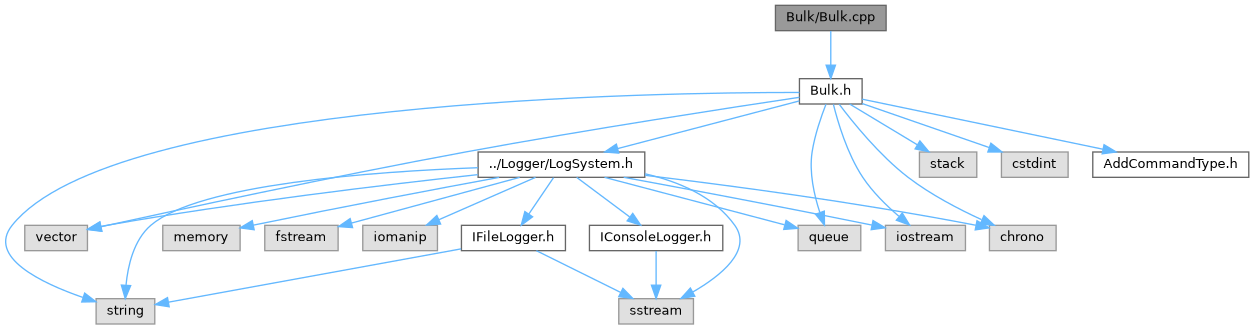 Bulk/Bulk.cpp
Bulk.h
../Logger/LogSystem.h
stack
cstdint
AddCommandType.h
vector
memory
fstream
iomanip
IFileLogger.h
IConsoleLogger.h
queue
iostream
chrono
string
sstream